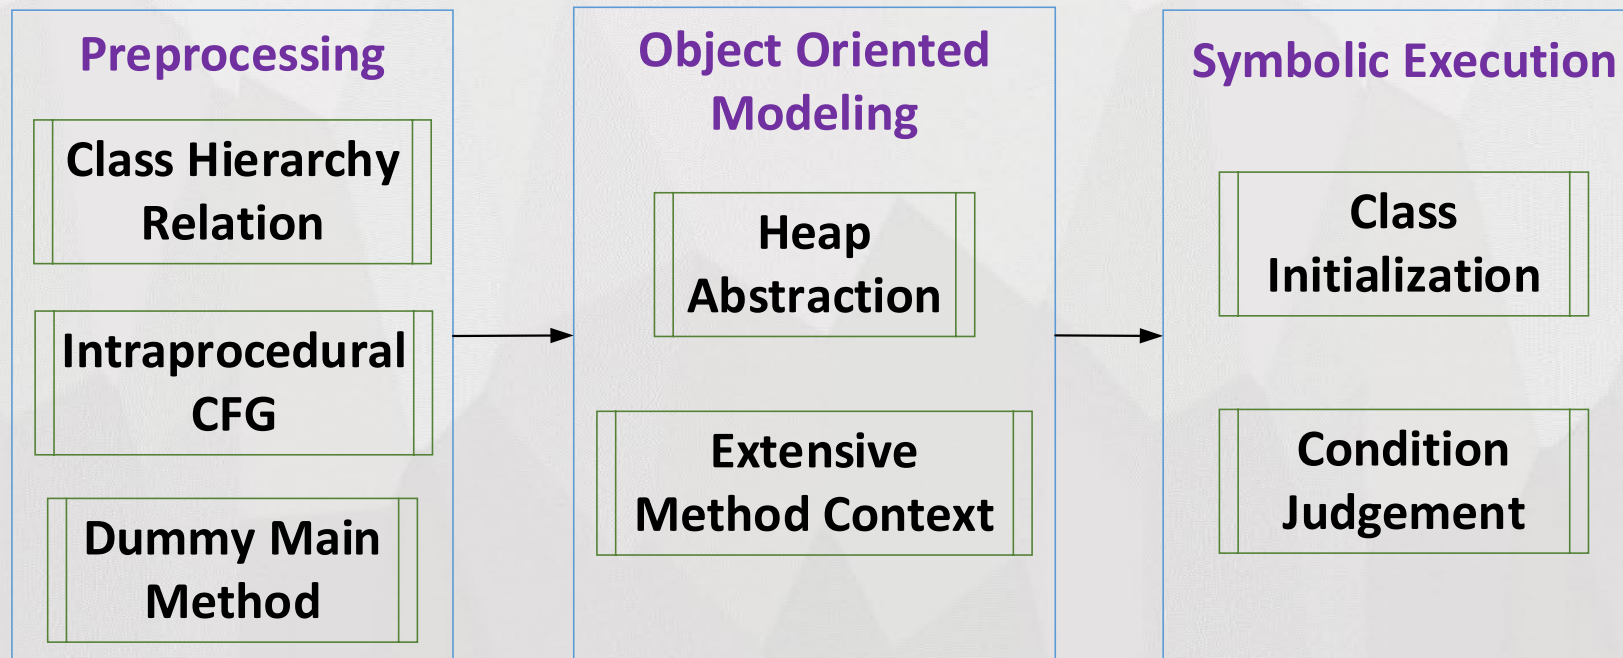 Preprocessing
Class Hierarchy
Relation
Intraprocedural
CFG
Dummy Main
Method
Object Oriented
Modeling
Heap
Abstraction
Extensive
Method Context
Symbolic Execution
Class
Initialization
Condition
Judgement